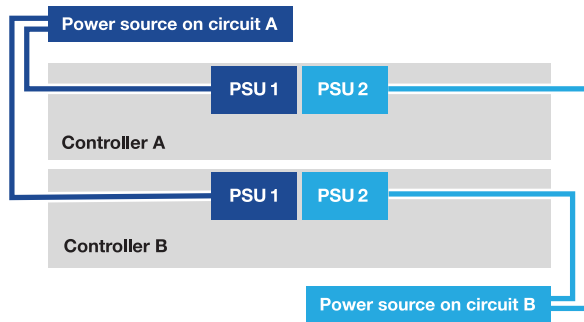 Power source on circuit A
PSU 1 PSU 2
Controller A
PSU 1 PSU 2
Controller B
Power source on circuit B